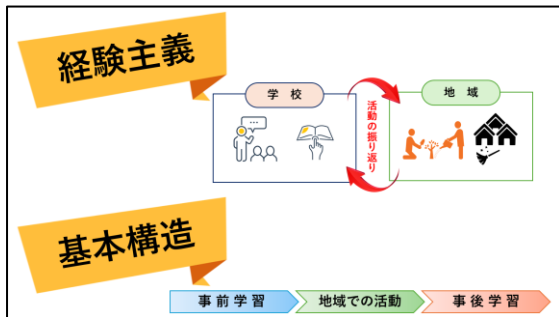 経験主義
学校
地域
活動の振り返り
基本構造
事前学習
地域での活動
事後学習